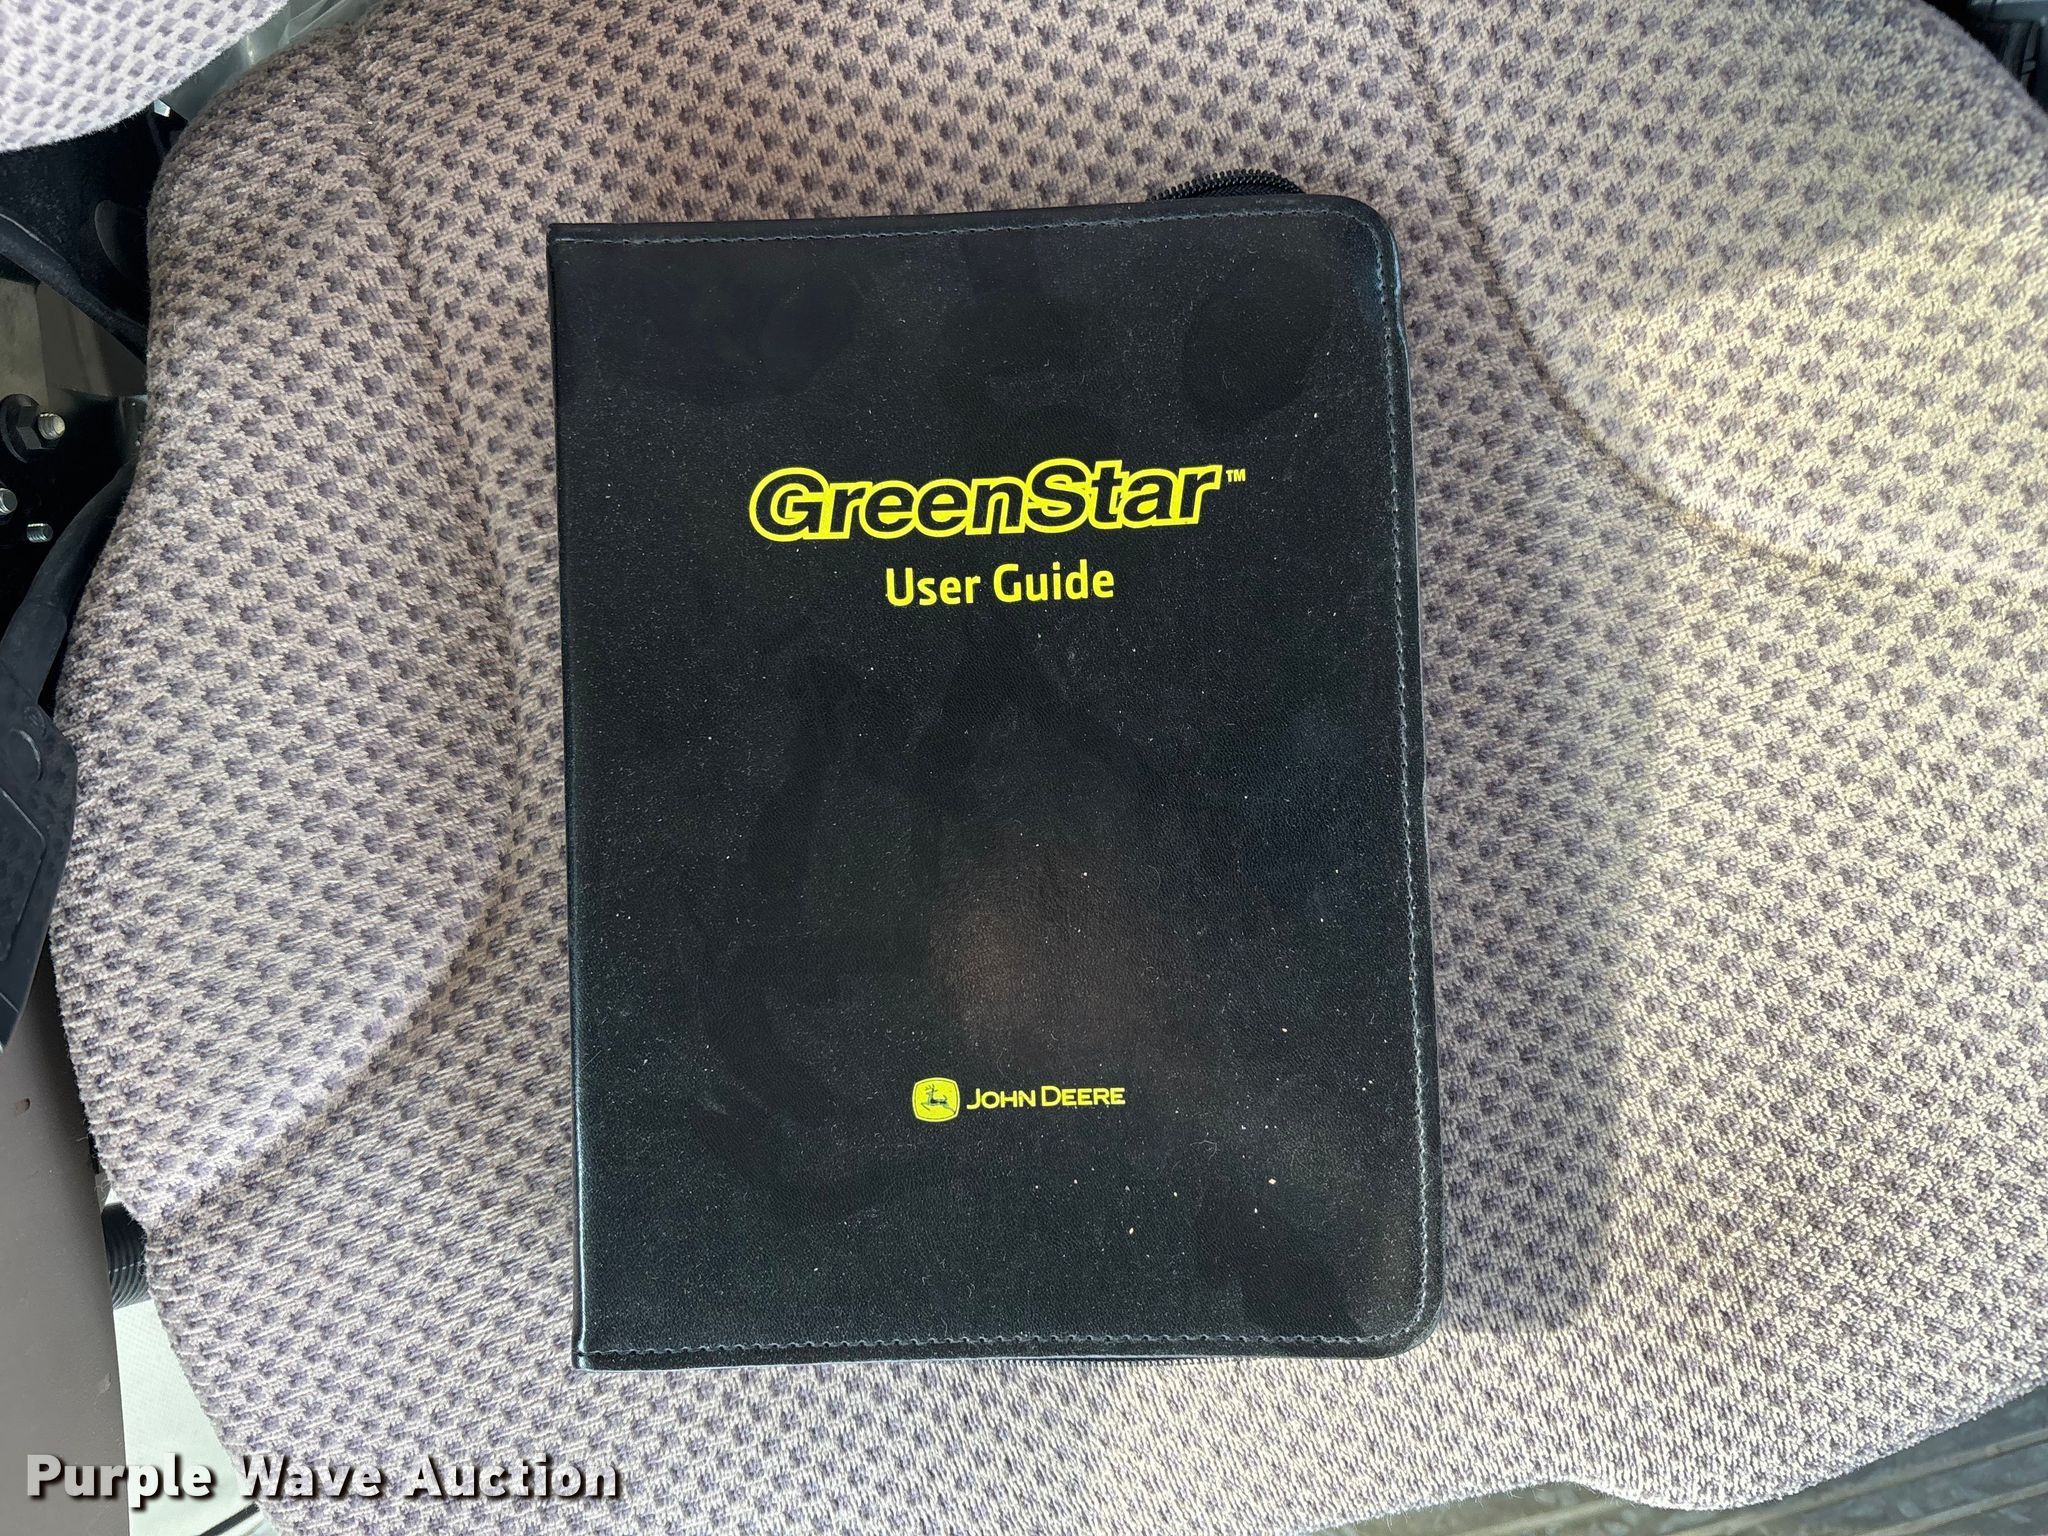 GreenStar™
User Guide
JOHN DEERE
Purple Wave Auction